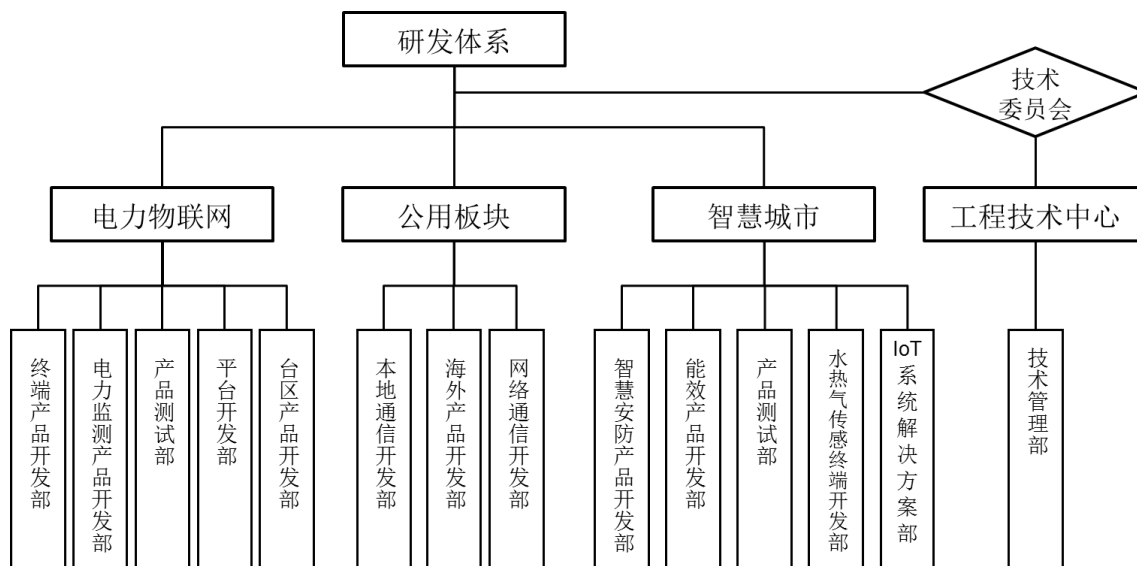 研发体系
技术
委员会
电力物联网
公用板块
智慧城市
工程技术中心
终端产品开发部
电力监测产品开发部
产品测试部
平台开发部
台区产品开发部
本地通信开发部
海外产品开发部
网络通信开发部
智慧安防产品开发部
能效产品开发部
产品测试部
水热气传感终端开发部
IoT系统解决方案部
技术管理部